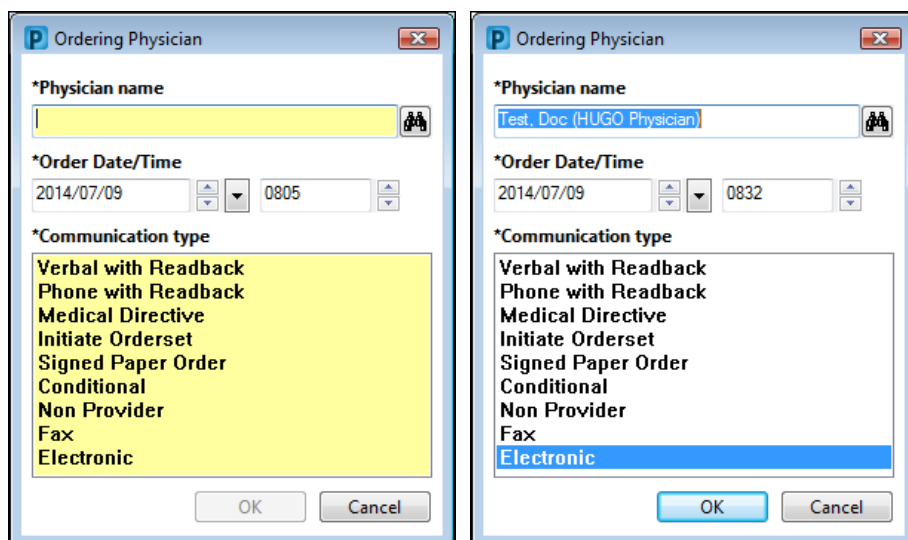 P Ordering Physician
*Physician name
*Order Date/Time
2014/07/09 0805
*Communication type
Verbal with Readback
Phone with Readback
Medical Directive
Initiate Orderset
Signed Paper Order
Conditional
Non Provider
Fax
Electronic
OK Cancel
P Ordering Physician
*Physician name
Test, Doc (HUGO Physician)
*Order Date/Time
2014/07/09 0832
*Communication type
Verbal with Readback
Phone with Readback
Medical Directive
Initiate Orderset
Signed Paper Order
Conditional
Non Provider
Fax
Electronic
OK Cancel